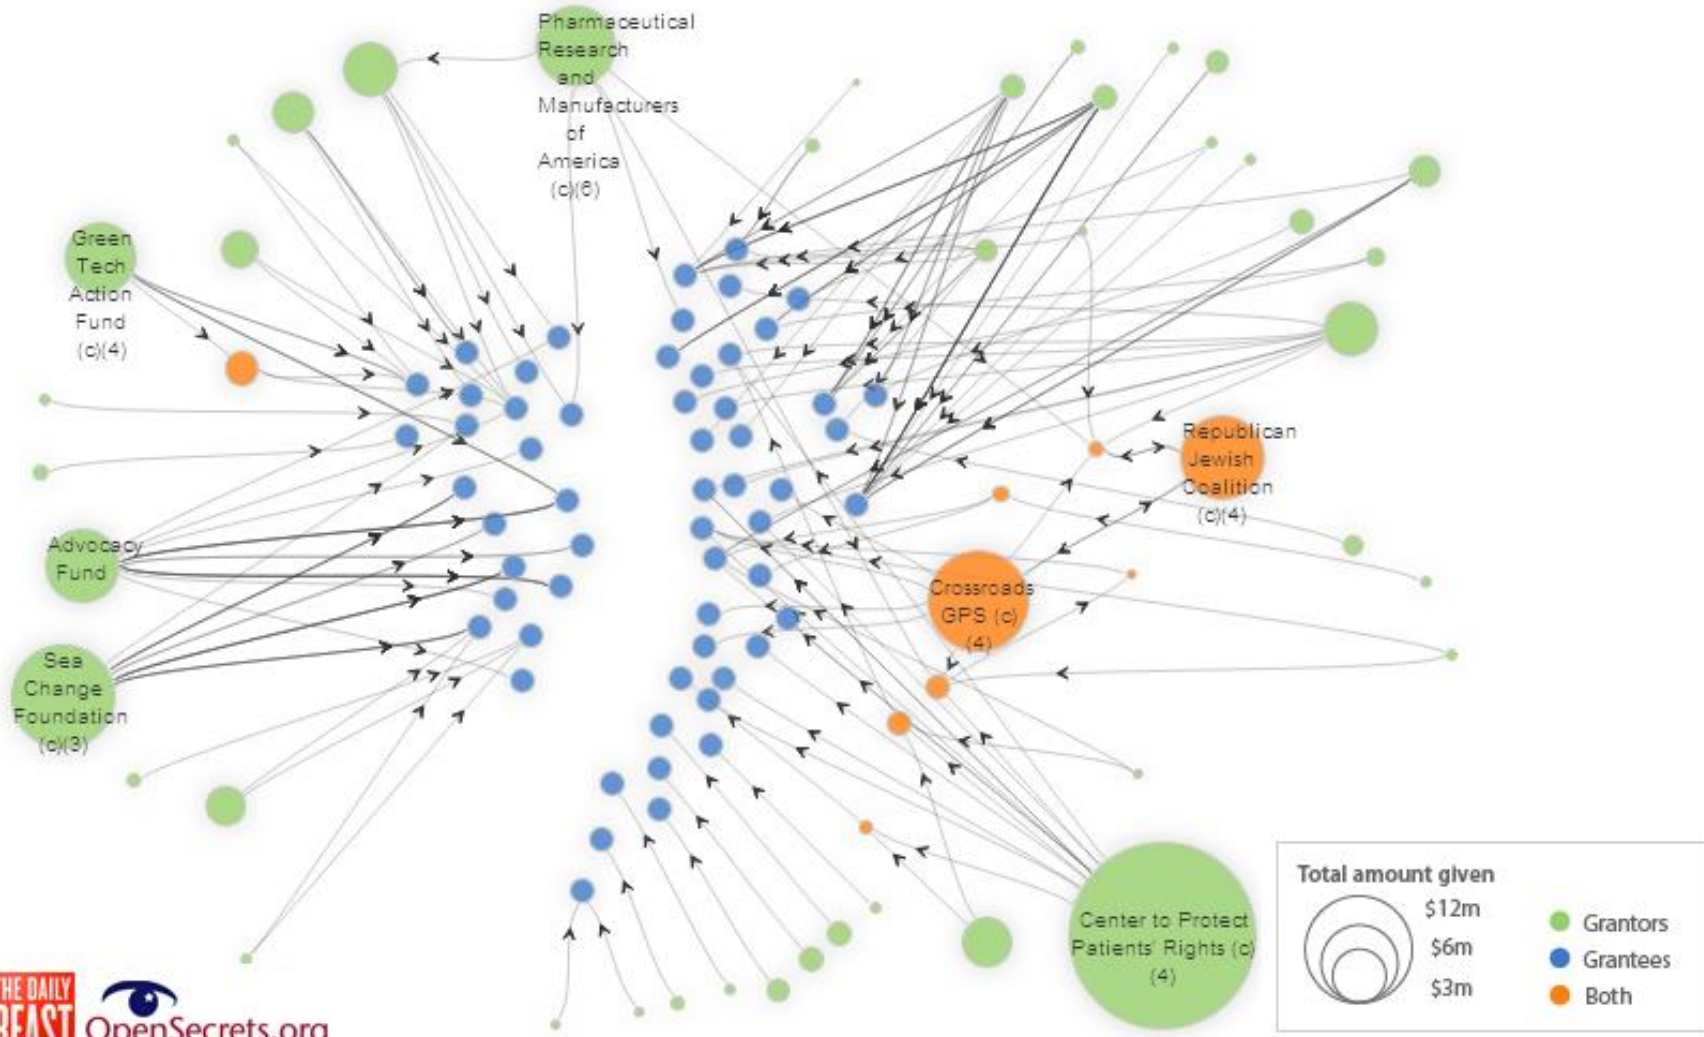 Pharmaceutical
Research
and
Manufacturers
of
America
(c)(6)
Green
Tech
Action
Fund
(c)(4)
Republican
Jewish
Coalition
(c)(4)
Advocacy
Fund
Crossroads
GPS (c)
(4)
Sea
Change
Foundation
(c)(3)
Center to Protect
Patients' Rights (c)
(4)
Total amount given
$12m
$6m
$3m
Grantors
Grantees
Both
THE DAILY
BEAST
OpenSecrets.org